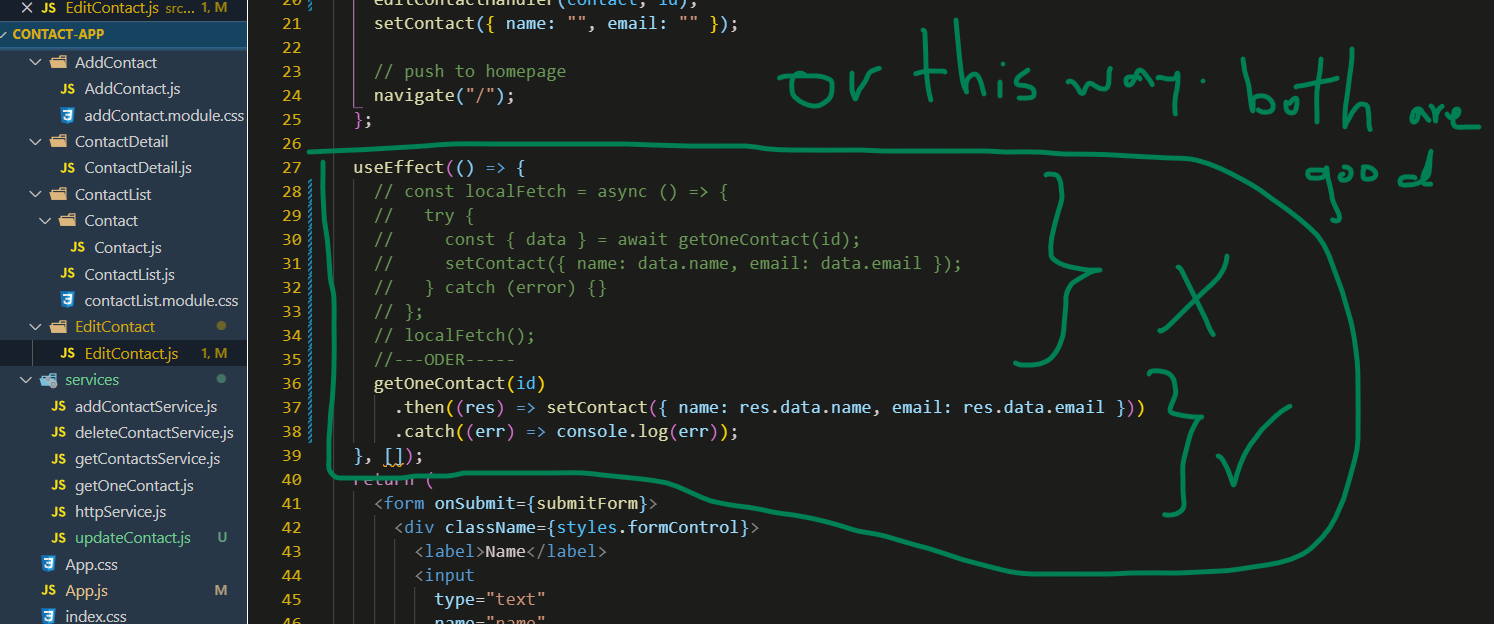 EditContact.js src... 1, M
CONTACT-APP
AddContact
JS AddContact.js
addContact.module.css
ContactDetail
JS ContactDetail.js
ContactList
Contact
JS Contact.js
JS ContactList.js
contactList.module.css
EditContact
JS EditContact.js 1, M
services
JS addContactService.js
JS deleteContactService.js
JS getContactsService.js
JS getOneContact.js
JS httpService.js
JS updateContact.js U
App.css
JS App.js M
index.css
20 editContactHandler(contact, id);
21 setContact({ name: "", email: "" });
22
23 // push to homepage
24 navigate("/");
25 };
26
27 useEffect(() => {
28 // const localFetch = async () => {
29 // try {
30 // const { data } = await getOneContact(id);
31 // setContact({ name: data.name, email: data.email });
32 // } catch (error) {}
33 // };
34 // localFetch();
35 //---ODER-----
36 getOneContact(id)
37 .then((res) => setContact({ name: res.data.name, email: res.data.email }))
38 .catch((err) => console.log(err));
39 }, []);
40 return (
41 <form onSubmit={submitForm}>
42 <div className={styles.formControl}>
43 <label>Name</label>
44 <input
45 type="text"
46 name="name"
or this way. both are
good
X